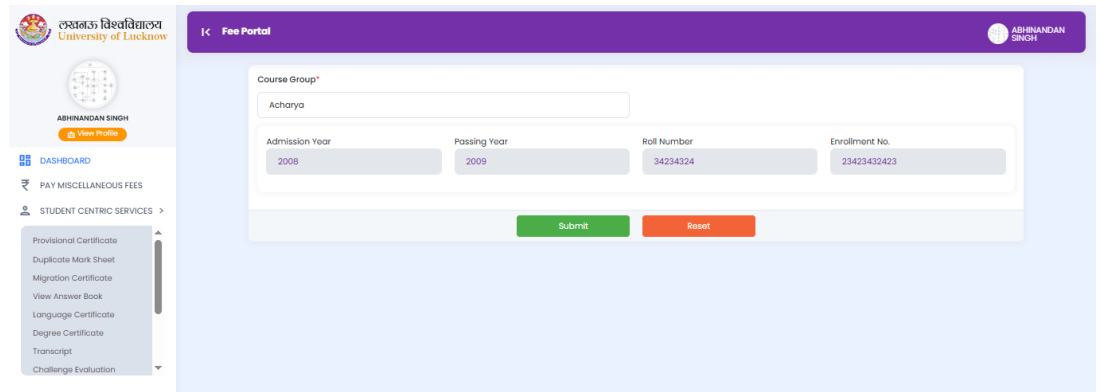 लखनऊ विश्वविद्यालय
University of Lucknow
ABHINANDAN SINGH
View Profile
DASHBOARD
PAY MISCELLANEOUS FEES
STUDENT CENTRIC SERVICES >
Provisional Certificate
Duplicate Mark Sheet
Migration Certificate
View Answer Book
Language Certificate
Degree Certificate
Transcript
Challenge Evaluation
Fee Portal
ABHINANDAN
SINGH
Course Group*
Acharya
Admission Year Passing Year Roll Number Enrollment No.
2008 2009 34234324 23423432423
Submit Reset